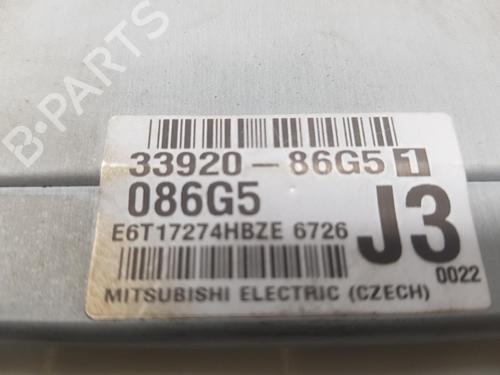 B-PARTS
33920-86G5 1
086G5
J3
E6T17274HBZE 6726
0022
MITSUBISHI ELECTRIC (CZECH)